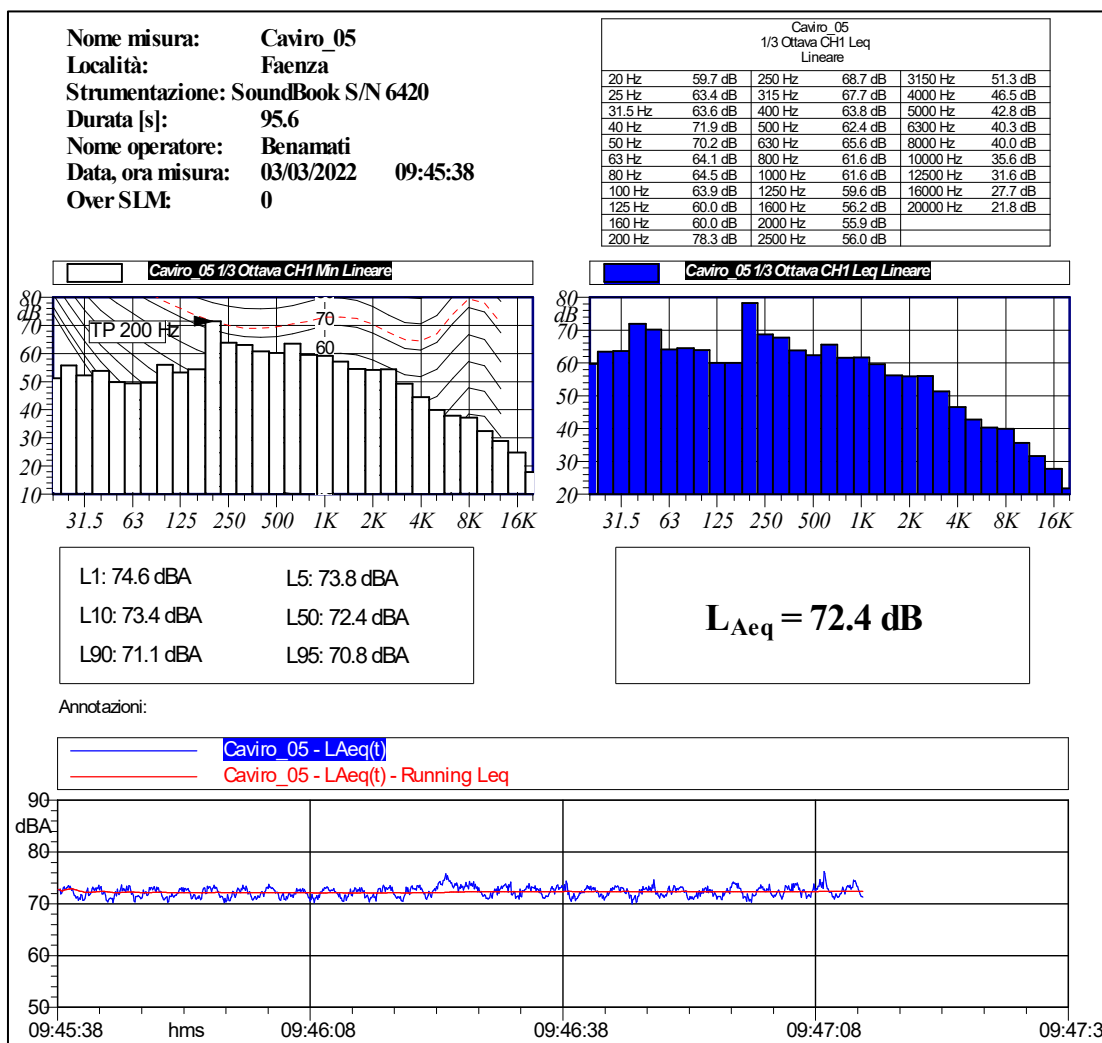 Nome misura: Caviro_05
Località: Faenza
Strumentazione: SoundBook S/N 6420
Durata [s]: 95.6
Nome operatore: Benamati
Data, ora misura: 03/03/2022 09:45:38
Over SLM: 0
Caviro_05
1/3 Ottava CH1 Leq
Lineare
20 Hz 59.7 dB 250 Hz 68.7 dB 3150 Hz 51.3 dB
25 Hz 63.4 dB 315 Hz 67.7 dB 4000 Hz 46.5 dB
31.5 Hz 63.6 dB 400 Hz 63.8 dB 5000 Hz 42.8 dB
40 Hz 71.9 dB 500 Hz 62.4 dB 6300 Hz 40.3 dB
50 Hz 70.2 dB 630 Hz 65.6 dB 8000 Hz 40.0 dB
63 Hz 64.1 dB 800 Hz 61.6 dB 10000 Hz 35.6 dB
80 Hz 64.5 dB 1000 Hz 61.6 dB 12500 Hz 31.6 dB
100 Hz 63.9 dB 1250 Hz 59.6 dB 16000 Hz 27.7 dB
125 Hz 60.0 dB 1600 Hz 56.2 dB 20000 Hz 21.8 dB
160 Hz 60.0 dB 2000 Hz 55.9 dB
200 Hz 78.3 dB 2500 Hz 56.0 dB
Caviro_05 1/3 Ottava CH1 Min Lineare
80
dB
70
60
50
40
30
20
10
TP 200 Hz
70
60
31.5 63 125 250 500 1K 2K 4K 8K 16K
Caviro_05 1/3 Ottava CH1 Leq Lineare
80
dB
70
60
50
40
30
20
31.5 63 125 250 500 1K 2K 4K 8K 16K
L1: 74.6 dBA L5: 73.8 dBA
L10: 73.4 dBA L50: 72.4 dBA
L90: 71.1 dBA L95: 70.8 dBA
LAeq = 72.4 dB
Annotazioni:
Caviro_05 - LAeq(t)
Caviro_05 - LAeq(t) - Running Leq
90
dBA
80
70
60
50
09:45:38 hms 09:46:08 09:46:38 09:47:08 09:47:3